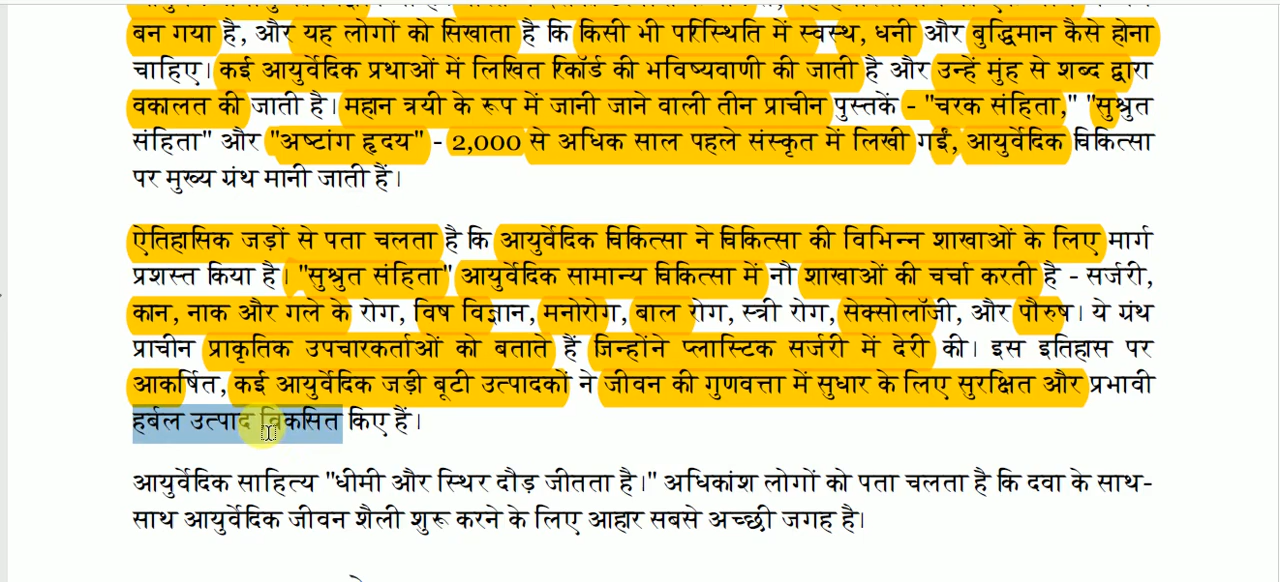 बन गया है, और यह लोगों को सिखाता है कि किसी भी परिस्थिति में स्वस्थ, धनी और बुद्धिमान कैसे होना
चाहिए। कई आयुर्वेदिक प्रथाओं में लिखित रिकॉर्ड की भविष्यवाणी की जाती है और उन्हें मुंह से शब्द द्वारा
वकालत की जाती है। महान त्रयी के रूप में जानी जाने वाली तीन प्राचीन पुस्तकें - "चरक संहिता," "सुश्रुत
संहिता" और "अष्टांग हृदय" - 2,000 से अधिक साल पहले संस्कृत में लिखी गईं, आयुर्वेदिक चिकित्सा
पर मुख्य ग्रंथ मानी जाती हैं।
ऐतिहासिक जड़ों से पता चलता है कि आयुर्वेदिक चिकित्सा ने चिकित्सा की विभिन्न शाखाओं के लिए मार्ग
प्रशस्त किया है। "सुश्रुत संहिता" आयुर्वेदिक सामान्य चिकित्सा में नौ शाखाओं की चर्चा करती है - सर्जरी,
कान, नाक और गले के रोग, विष विज्ञान, मनोरोग, बाल रोग, स्त्री रोग, सेक्सोलॉजी, और पौरुष। ये ग्रंथ
प्राचीन प्राकृतिक उपचारकर्ताओं को बताते हैं जिन्होंने प्लास्टिक सर्जरी में देरी की। इस इतिहास पर
आकर्षित, कई आयुर्वेदिक जड़ी बूटी उत्पादकों ने जीवन की गुणवत्ता में सुधार के लिए सुरक्षित और प्रभावी
हर्बल उत्पाद विकसित किए हैं।
आयुर्वेदिक साहित्य "धीमी और स्थिर दौड़ जीतता है।" अधिकांश लोगों को पता चलता है कि दवा के साथ-
साथ आयुर्वेदिक जीवन शैली शुरू करने के लिए आहार सबसे अच्छी जगह है।